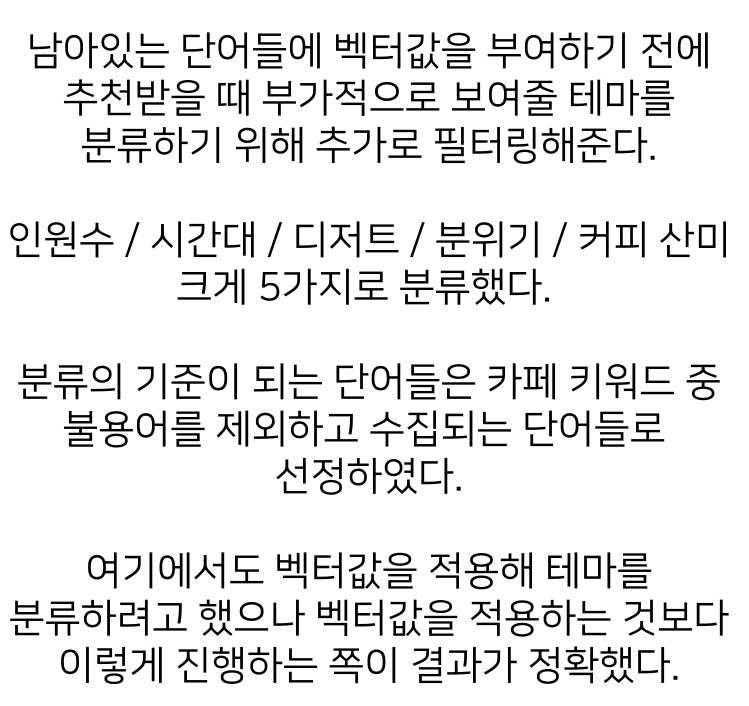 남아있는 단어들에 벡터값을 부여하기 전에
추천받을 때 부가적으로 보여줄 테마를
분류하기 위해 추가로 필터링해준다.
인원수 / 시간대 / 디저트 / 분위기 / 커피 산미
크게 5가지로 분류했다.
분류의 기준이 되는 단어들은 카페 키워드 중
불용어를 제외하고 수집되는 단어들로
선정하였다.
여기에서도 벡터값을 적용해 테마를
분류하려고 했으나 벡터값을 적용하는 것보다
이렇게 진행하는 쪽이 결과가 정확했다.